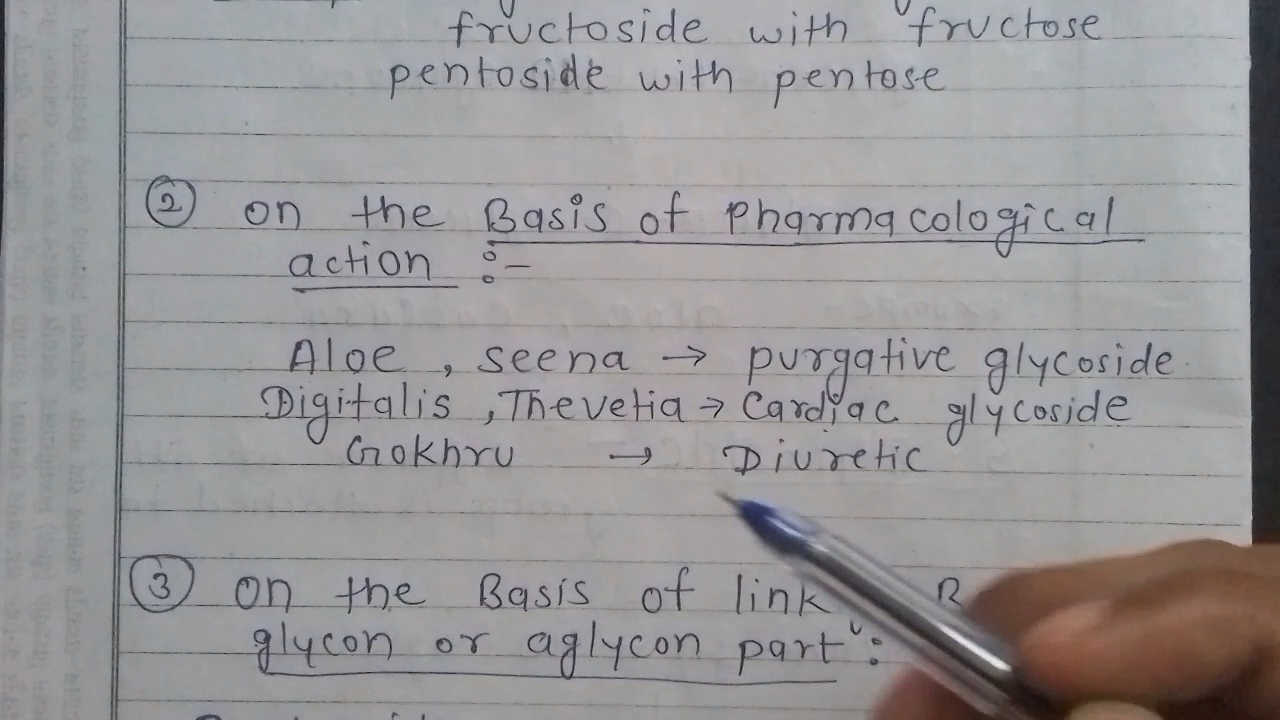 fructoside with fructose
pentoside with pentose
② on the Basis of pharmacological
action :-
Aloe, seena → purgative glycoside
Digitalis, Thevetia → Cardiac glycoside
Gokhru → Diuretic
③ on the Basis of link
glycon or aglycon part :